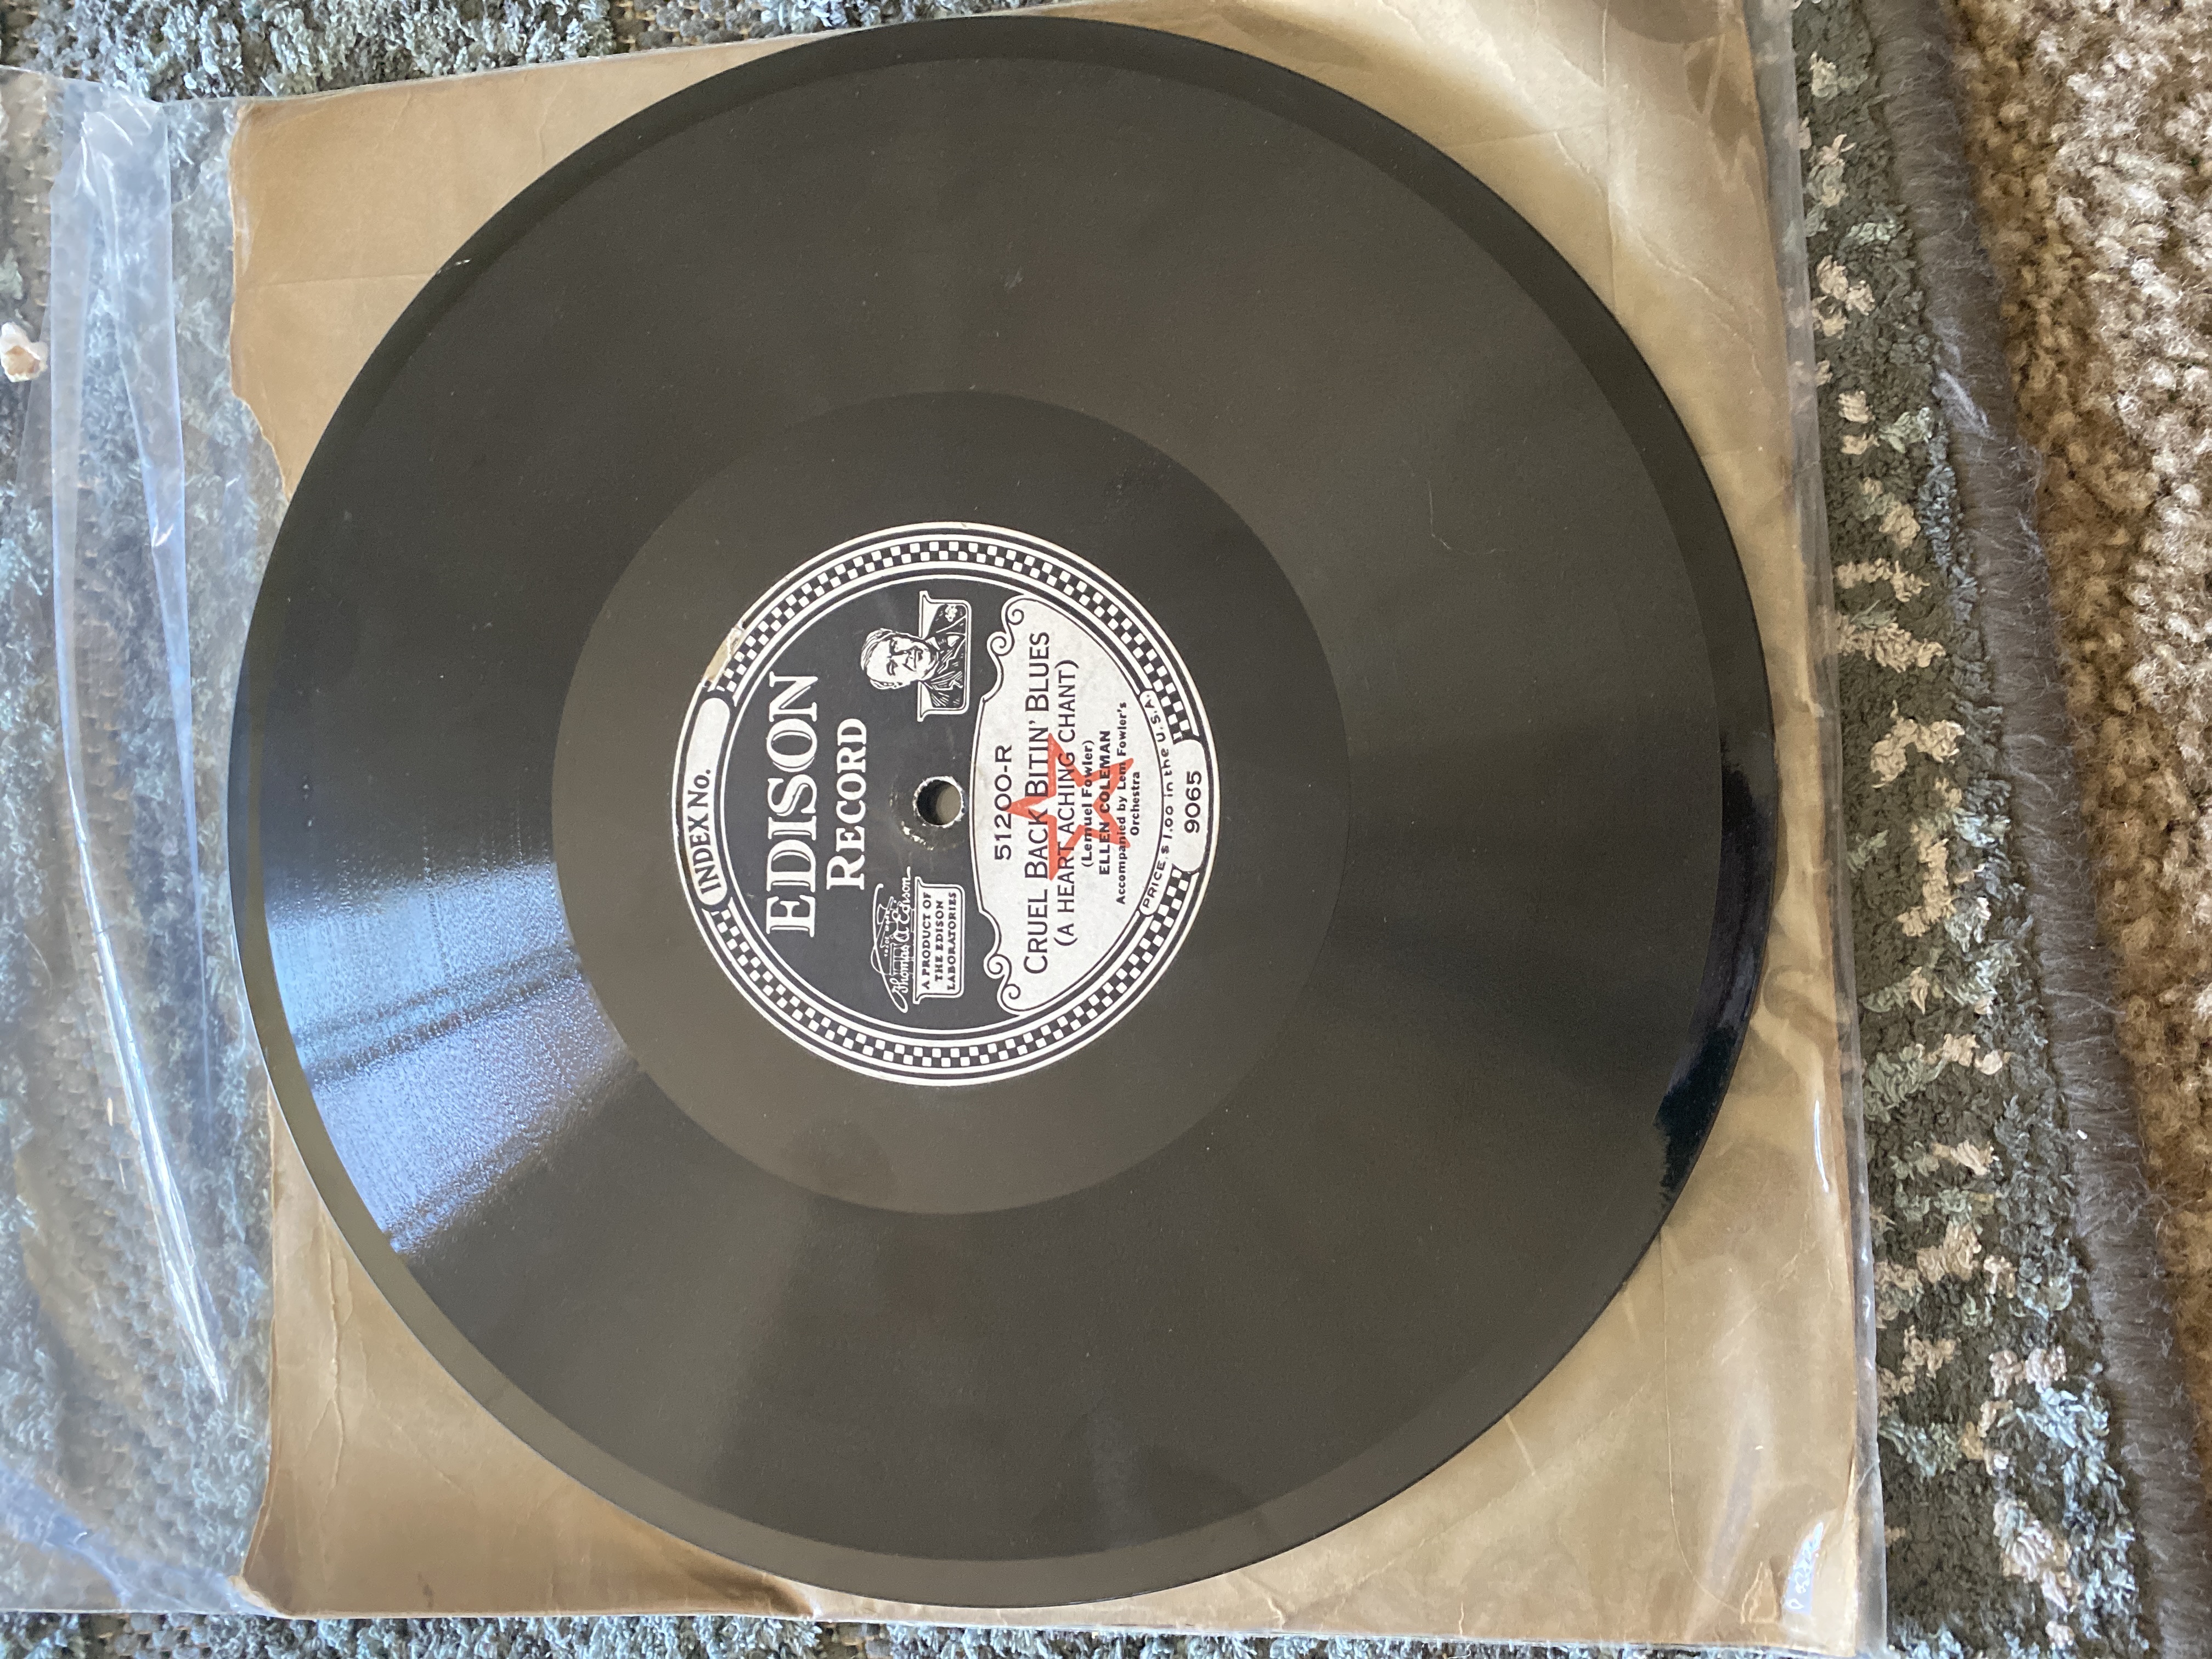 INDEX No.
EDISON
RECORD
Thomas A Edison
A PRODUCT OF
THE EDISON
LABORATORIES
51200-R
CRUEL BACK BITIN' BLUES
(A HEART ACHING CHANT)
(Lemuel Fowler)
ELLEN COLEMAN
Accompanied by Lem Fowler's
Orchestra
PRICE $1.00 in the U.S.A.
9065